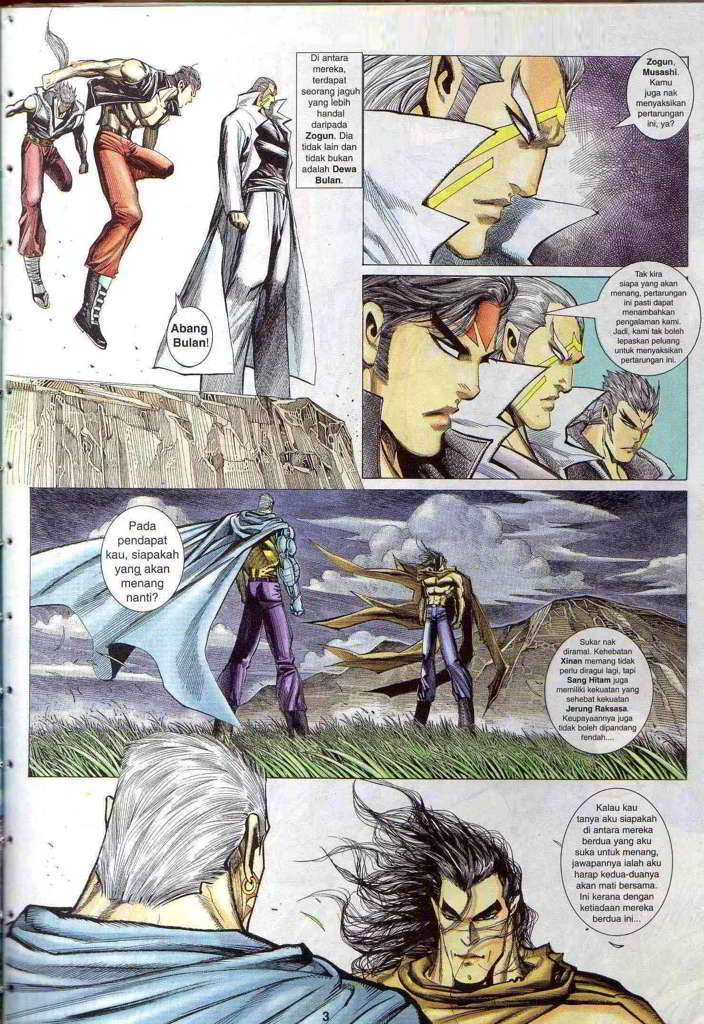 Di antara
mereka,
terdapat
seorang jaguh
yang lebih
handal
daripada
Zogun. Dia
tidak lain dan
tidak bukan
adalah Dewa
Bulan.
Abang
Bulan!
Zogun,
Musashi.
Kamu
juga nak
menyaksikan
pertarungan
ini, ya?
Tak kira
siapa yang akan
menang, pertarungan
ini pasti dapat
menambahkan
pengalaman kami.
Jadi, kami tak boleh
lepaskan peluang
untuk menyaksikan
pertarungan ini.
Pada
pendapat
kau, siapakah
yang akan
menang
nanti?
Sukar nak
diramal. Kehebatan
Xinan memang tidak
perlu diragui lagi, tapi
Sang Hitam juga
memiliki kekuatan yang
sehebat kekuatan
Jerung Raksasa.
Keupayaannya juga
tidak boleh dipandang
rendah....
Kalau kau
tanya aku siapakah
di antara mereka
berdua yang aku
suka untuk menang,
jawapannya ialah aku
harap kedua-duanya
akan mati bersama.
Ini kerana dengan
ketiadaan mereka
berdua ini...
3